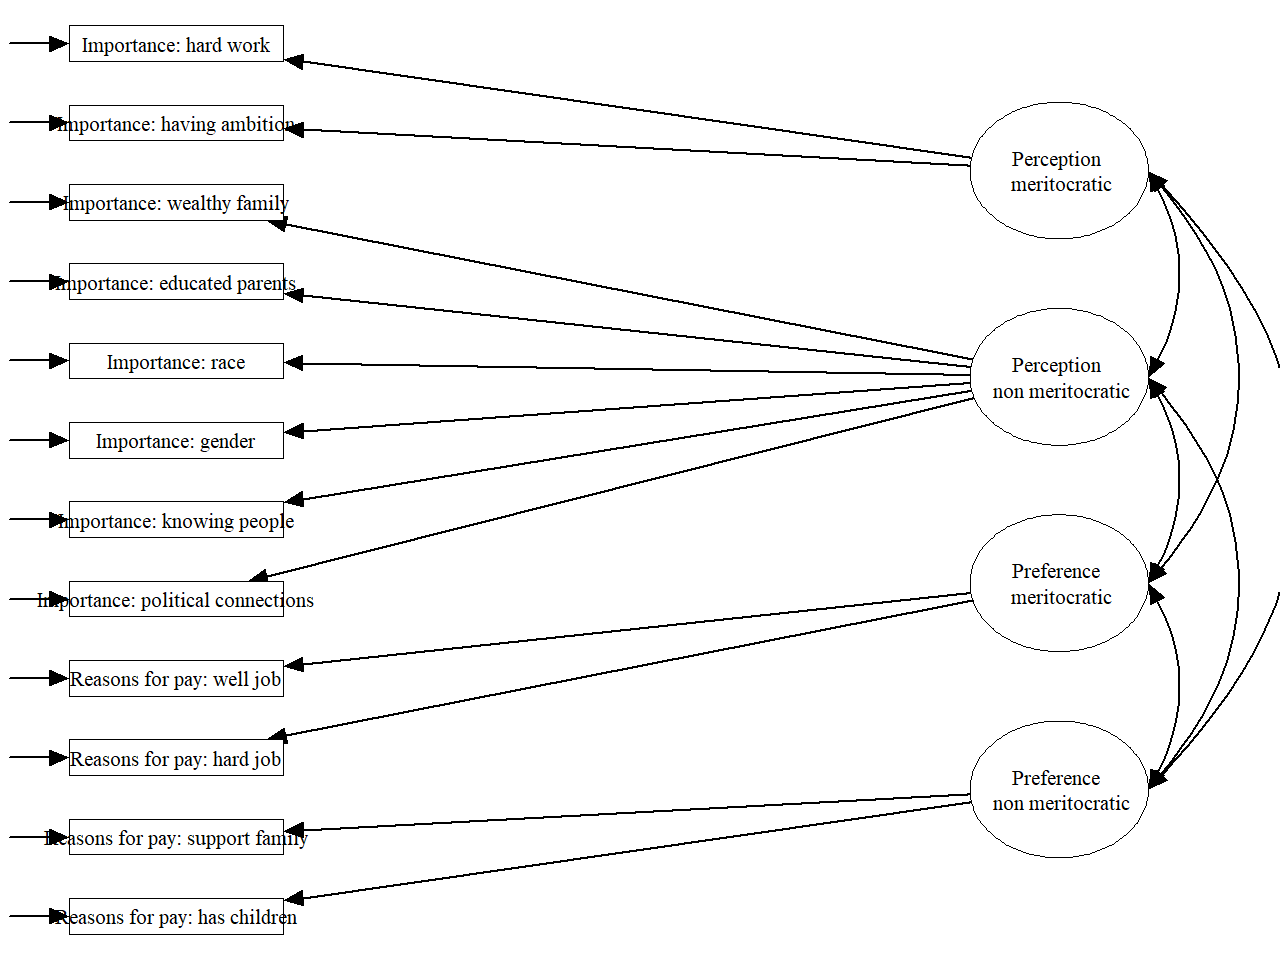 Importance: hard work
Importance: having ambition
Importance: wealthy family
Importance: educated parents
Importance: race
Importance: gender
Importance: knowing people
Importance: political connections
Reasons for pay: well job
Reasons for pay: hard job
Reasons for pay: support family
Reasons for pay: has children
Perception
meritocratic
Perception
non meritocratic
Preference
meritocratic
Preference
non meritocratic